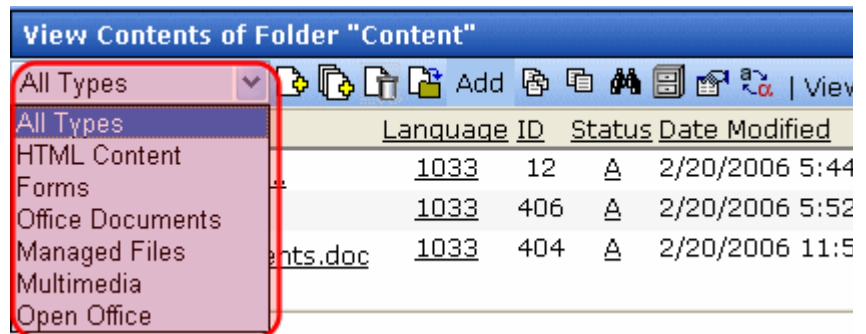 View Contents of Folder "Content"
All Types Add | View
All Types Language ID Status Date Modified
HTML Content 1033 12 A 2/20/2006 5:44
Forms
Office Documents 1033 406 A 2/20/2006 5:52
Managed Files ents.doc 1033 404 A 2/20/2006 11:5
Multimedia
Open Office